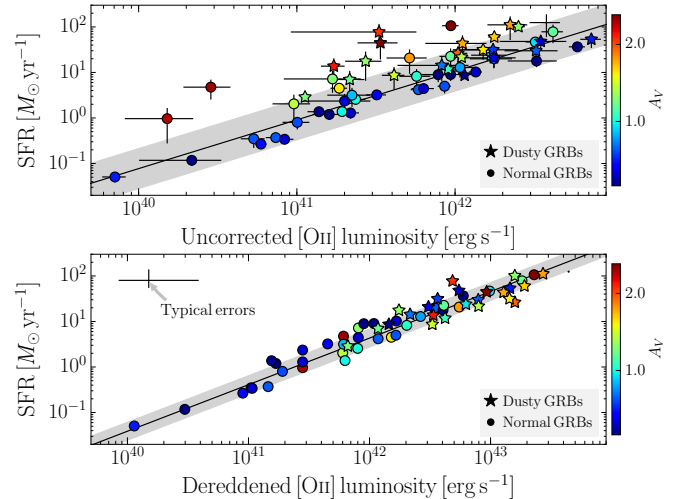 10²
10¹
10⁰
10⁻¹
SFR [M⊙ yr⁻¹]
Dusty GRBs
Normal GRBs
10⁴⁰
10⁴¹
10⁴²
Uncorrected [OII] luminosity [erg s⁻¹]
2.0
1.0
A_V
10²
10¹
10⁰
10⁻¹
SFR [M⊙ yr⁻¹]
Typical errors
Dusty GRBs
Normal GRBs
10⁴⁰
10⁴¹
10⁴²
10⁴³
Dereddened [OII] luminosity [erg s⁻¹]
2.0
1.0
A_V